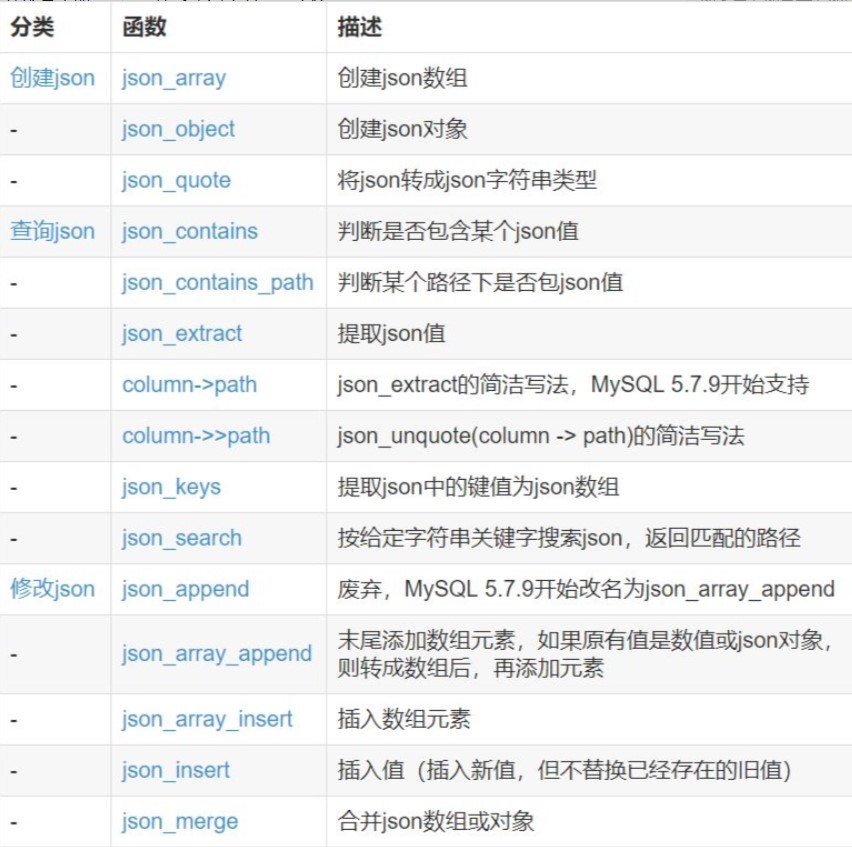 分类 函数 描述
创建json json_array 创建json数组
- json_object 创建json对象
- json_quote 将json转成json字符串类型
查询json json_contains 判断是否包含某个json值
- json_contains_path 判断某个路径下是否包json值
- json_extract 提取json值
- column->path json_extract的简洁写法，MySQL 5.7.9开始支持
- column->>path json_unquote(column -> path)的简洁写法
- json_keys 提取json中的键值为json数组
- json_search 按给定字符串关键字搜索json，返回匹配的路径
修改json json_append 废弃，MySQL 5.7.9开始改名为json_array_append
- json_array_append 末尾添加数组元素，如果原有值是数值或json对象，
则转成数组后，再添加元素
- json_array_insert 插入数组元素
- json_insert 插入值（插入新值，但不替换已经存在的旧值）
- json_merge 合并json数组或对象